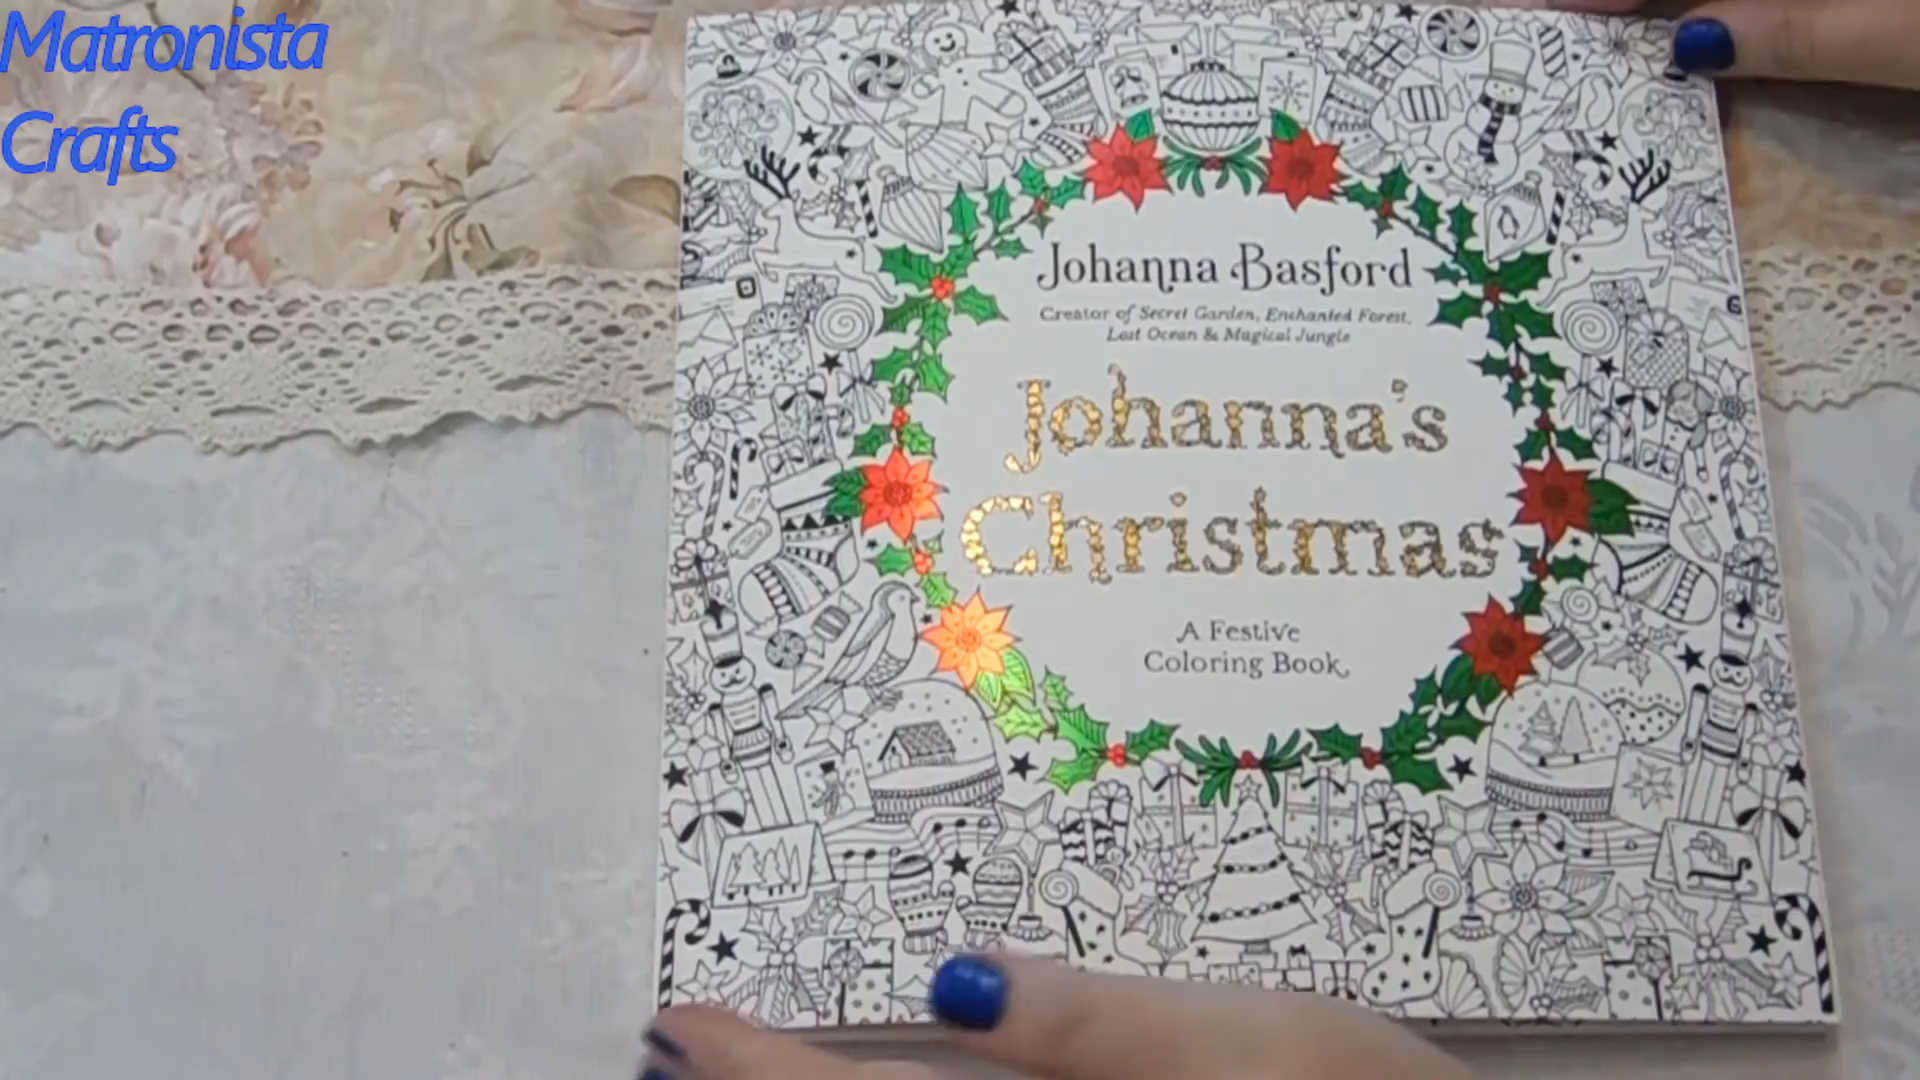 Matronista
Crafts
Johanna Basford
Creator of Secret Garden, Enchanted Forest,
Lost Ocean & Magical Jungle
Johanna's
Christmas
A Festive
Coloring Book